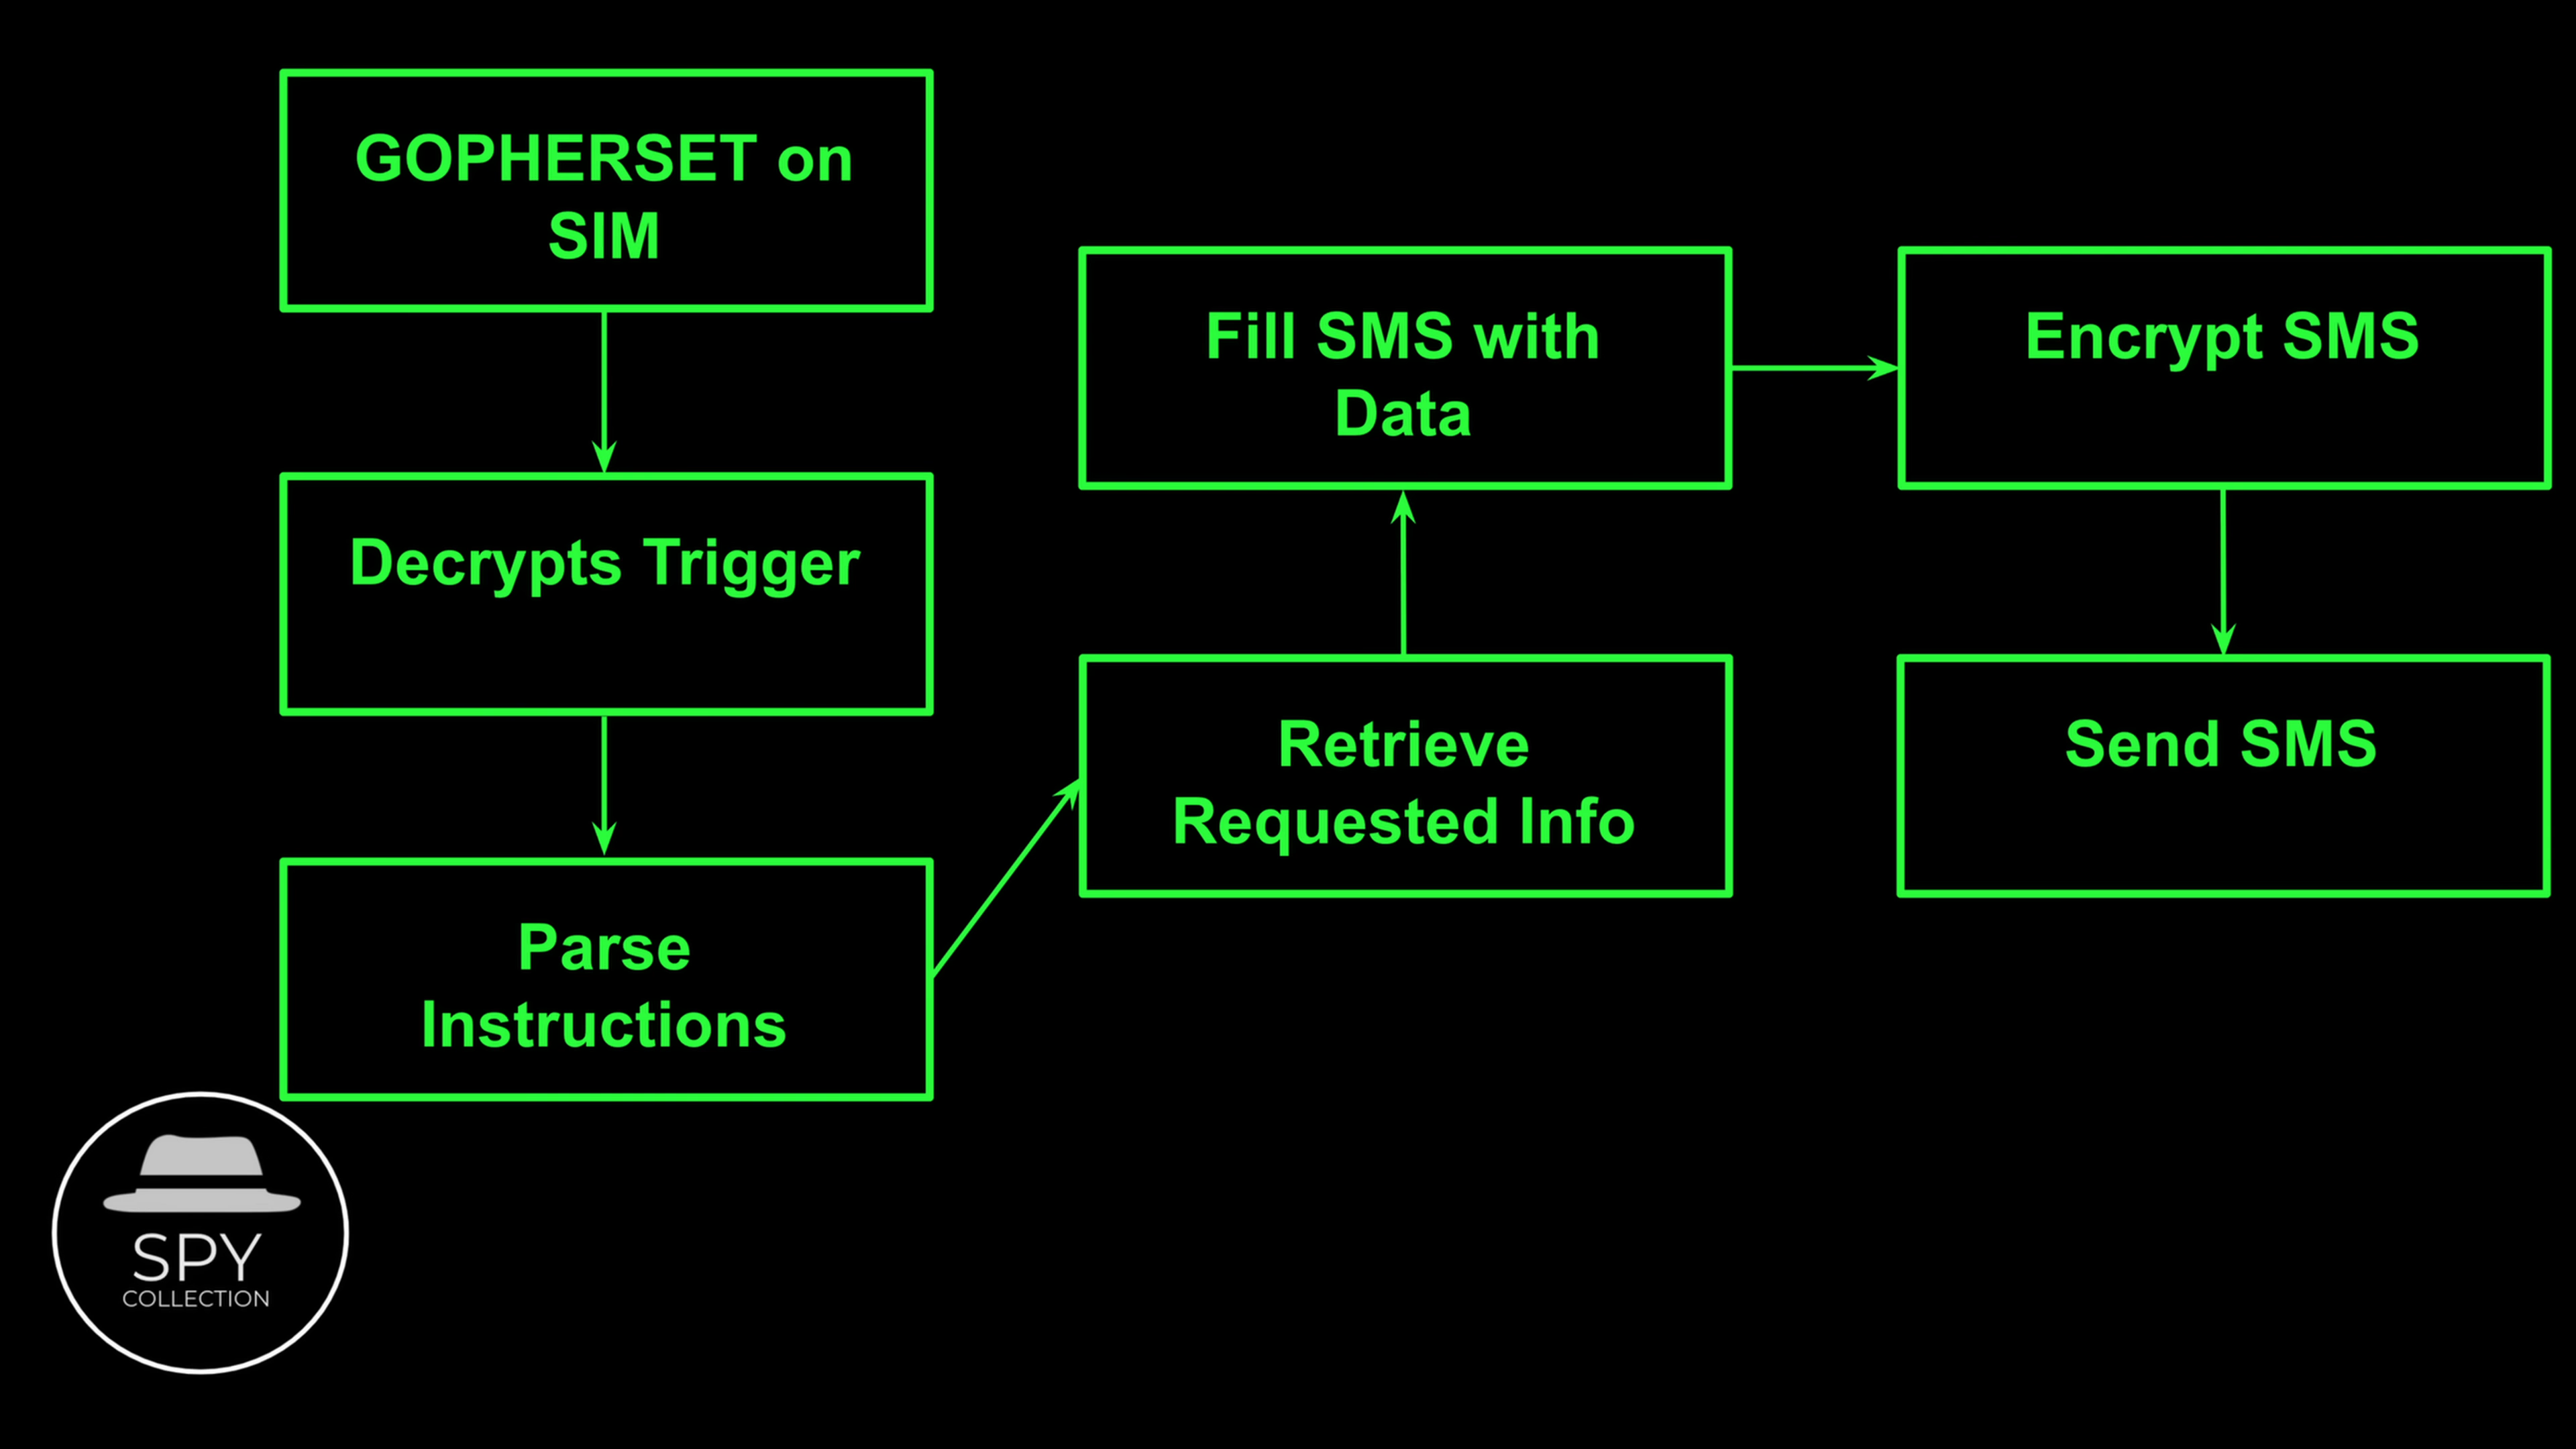 GOPHERSET on
SIM
Decrypts Trigger
Parse
Instructions
Retrieve
Requested Info
Fill SMS with
Data
Encrypt SMS
Send SMS
SPY
COLLECTION